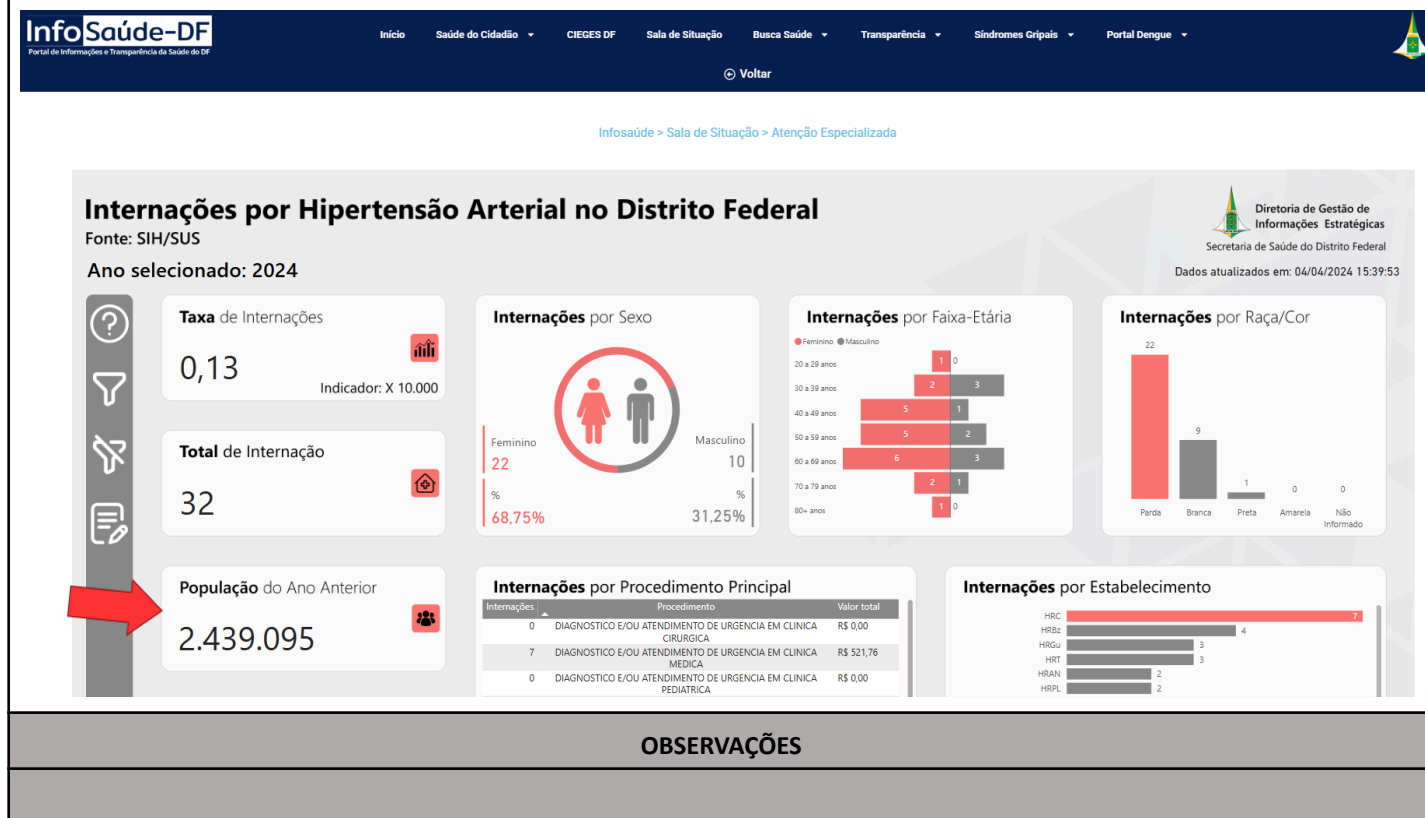 InfoSaúde-DF
Portal de Informações e Transparência da Saúde do DF
Início Saúde do Cidadão CIEGES DF Sala de Situação Busca Saúde Transparência Síndromes Gripais Portal Dengue
Voltar
Infosaúde > Sala de Situação > Atenção Especializada
Internações por Hipertensão Arterial no Distrito Federal
Fonte: SIH/SUS
Ano selecionado: 2024
Diretoria de Gestão de
Informações Estratégicas
Secretaria de Saúde do Distrito Federal
Dados atualizados em: 04/04/2024 15:39:53
Taxa de Internações
0,13
Indicador: X 10.000
Total de Internação
32
População do Ano Anterior
2.439.095
Internações por Sexo
Feminino
22
%
68,75%
Masculino
10
%
31,25%
Internações por Faixa-Etária
Feminino Masculino
20 a 29 anos 1 0
30 a 39 anos 2 3
40 a 49 anos 5 1
50 a 59 anos 5 2
60 a 69 anos 6 3
70 a 79 anos 2 1
80+ anos 1 0
Internações por Raça/Cor
22 9 1 0 0
Parda Branca Preta Amarela Não
Informado
Internações por Procedimento Principal
Internações Procedimento Valor total
0 DIAGNOSTICO E/OU ATENDIMENTO DE URGENCIA EM CLINICA R$ 0,00
CIRURGICA
7 DIAGNOSTICO E/OU ATENDIMENTO DE URGENCIA EM CLINICA R$ 521,76
MEDICA
0 DIAGNOSTICO E/OU ATENDIMENTO DE URGENCIA EM CLINICA R$ 0,00
PEDIATRICA
Internações por Estabelecimento
HRC 7
HRBz 4
HRGu 3
HRT 3
HRAN 2
HRPL 2
OBSERVAÇÕES